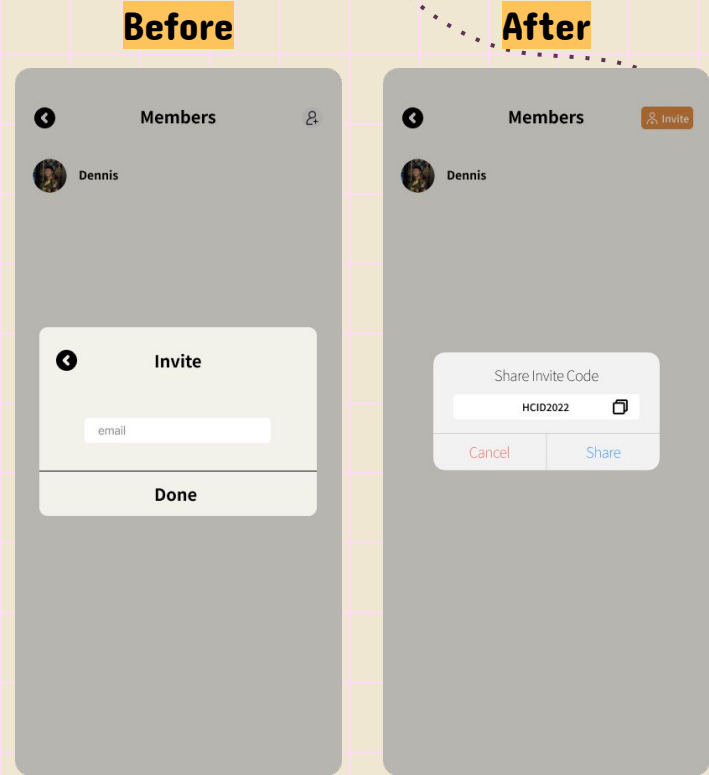 Before
After
Members
Dennis
Invite
email
Done
Members
Invite
Dennis
Share Invite Code
HCID2022
Cancel
Share